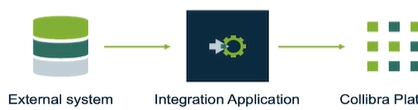 External system
Integration Application
Collibra Plat